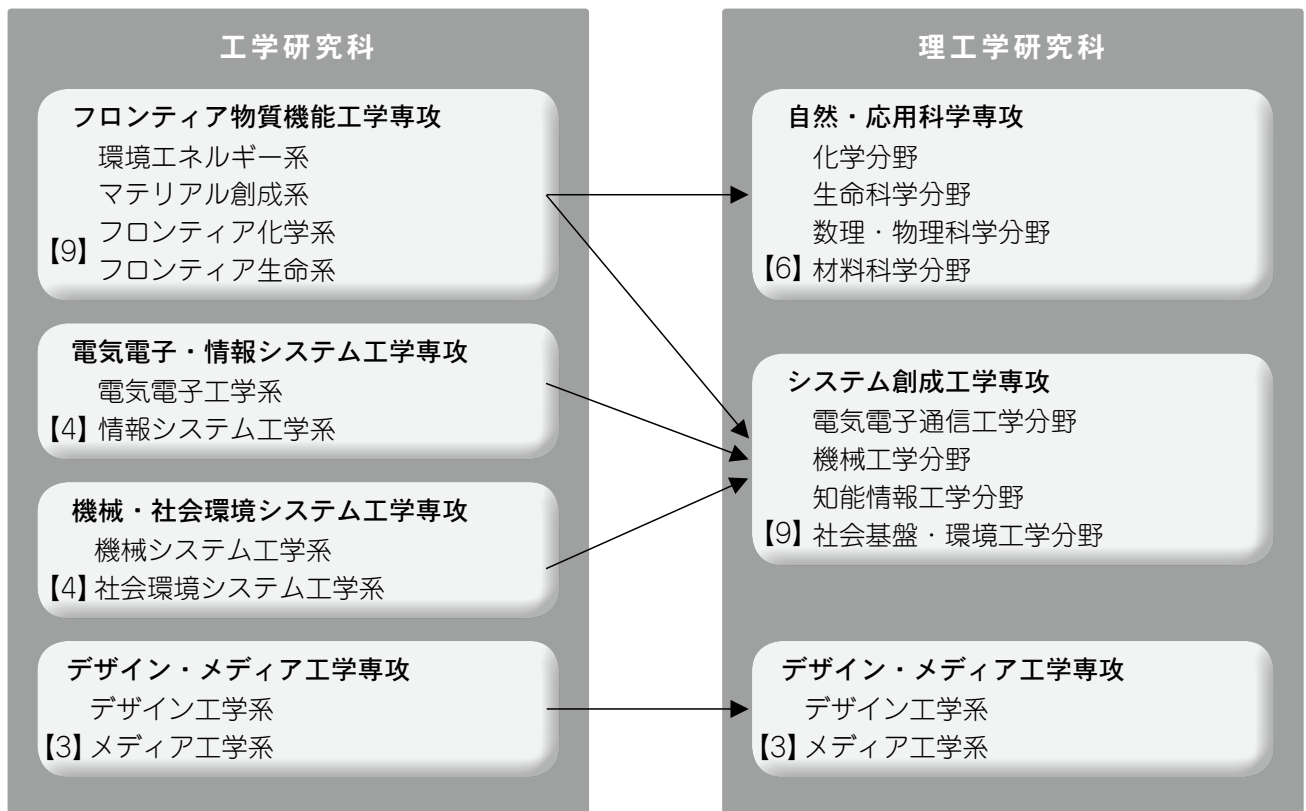 工学研究科
フロンティア物質機能工学専攻
環境エネルギー系
マテリアル創成系
フロンティア化学系
【9】
フロンティア生命系
電気電子・情報システム工学専攻
電気電子工学系
【4】情報システム工学系
機械・社会環境システム工学専攻
機械システム工学系
【4】社会環境システム工学系
デザイン・メディア工学専攻
デザイン工学系
【3】メディア工学系
理工学研究科
自然・応用科学専攻
化学分野
生命科学分野
数理・物理科学分野
【6】材料科学分野
システム創成工学専攻
電気電子通信工学分野
機械工学分野
知能情報工学分野
【9】社会基盤・環境工学分野
デザイン・メディア工学専攻
デザイン工学系
【3】メディア工学系